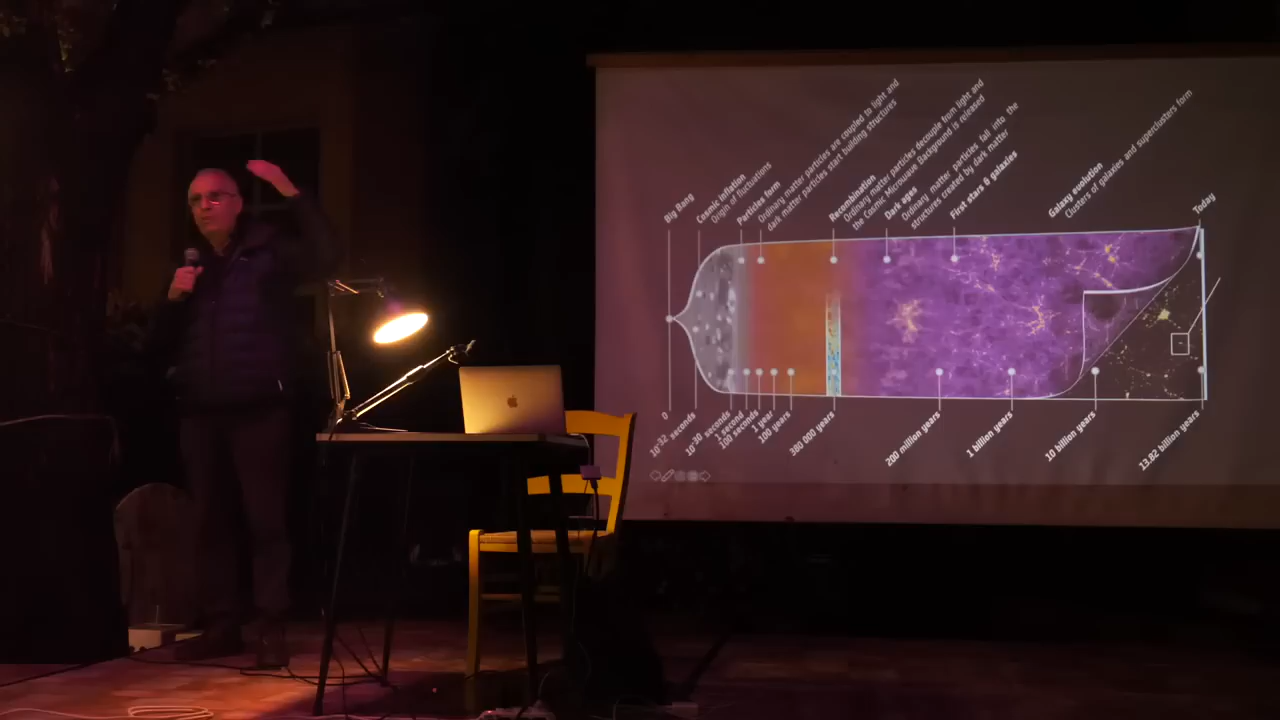 Big Bang
Cosmic inflation
Origin of fluctuations
Particles form
Ordinary matter particles are coupled to light and
dark matter particles start building structures
Recombination
Ordinary matter particles decouple from light and
the Cosmic Microwave Background is released
Dark ages
Ordinary matter particles fall into the
structures created by dark matter
First stars & galaxies
Galaxy evolution
Clusters of galaxies and superclusters form
Today
0
10⁻³² seconds
10⁻³⁰ seconds
1 second
100 seconds
1 year
100 years
380 000 years
200 million years
1 billion years
10 billion years
13.82 billion years